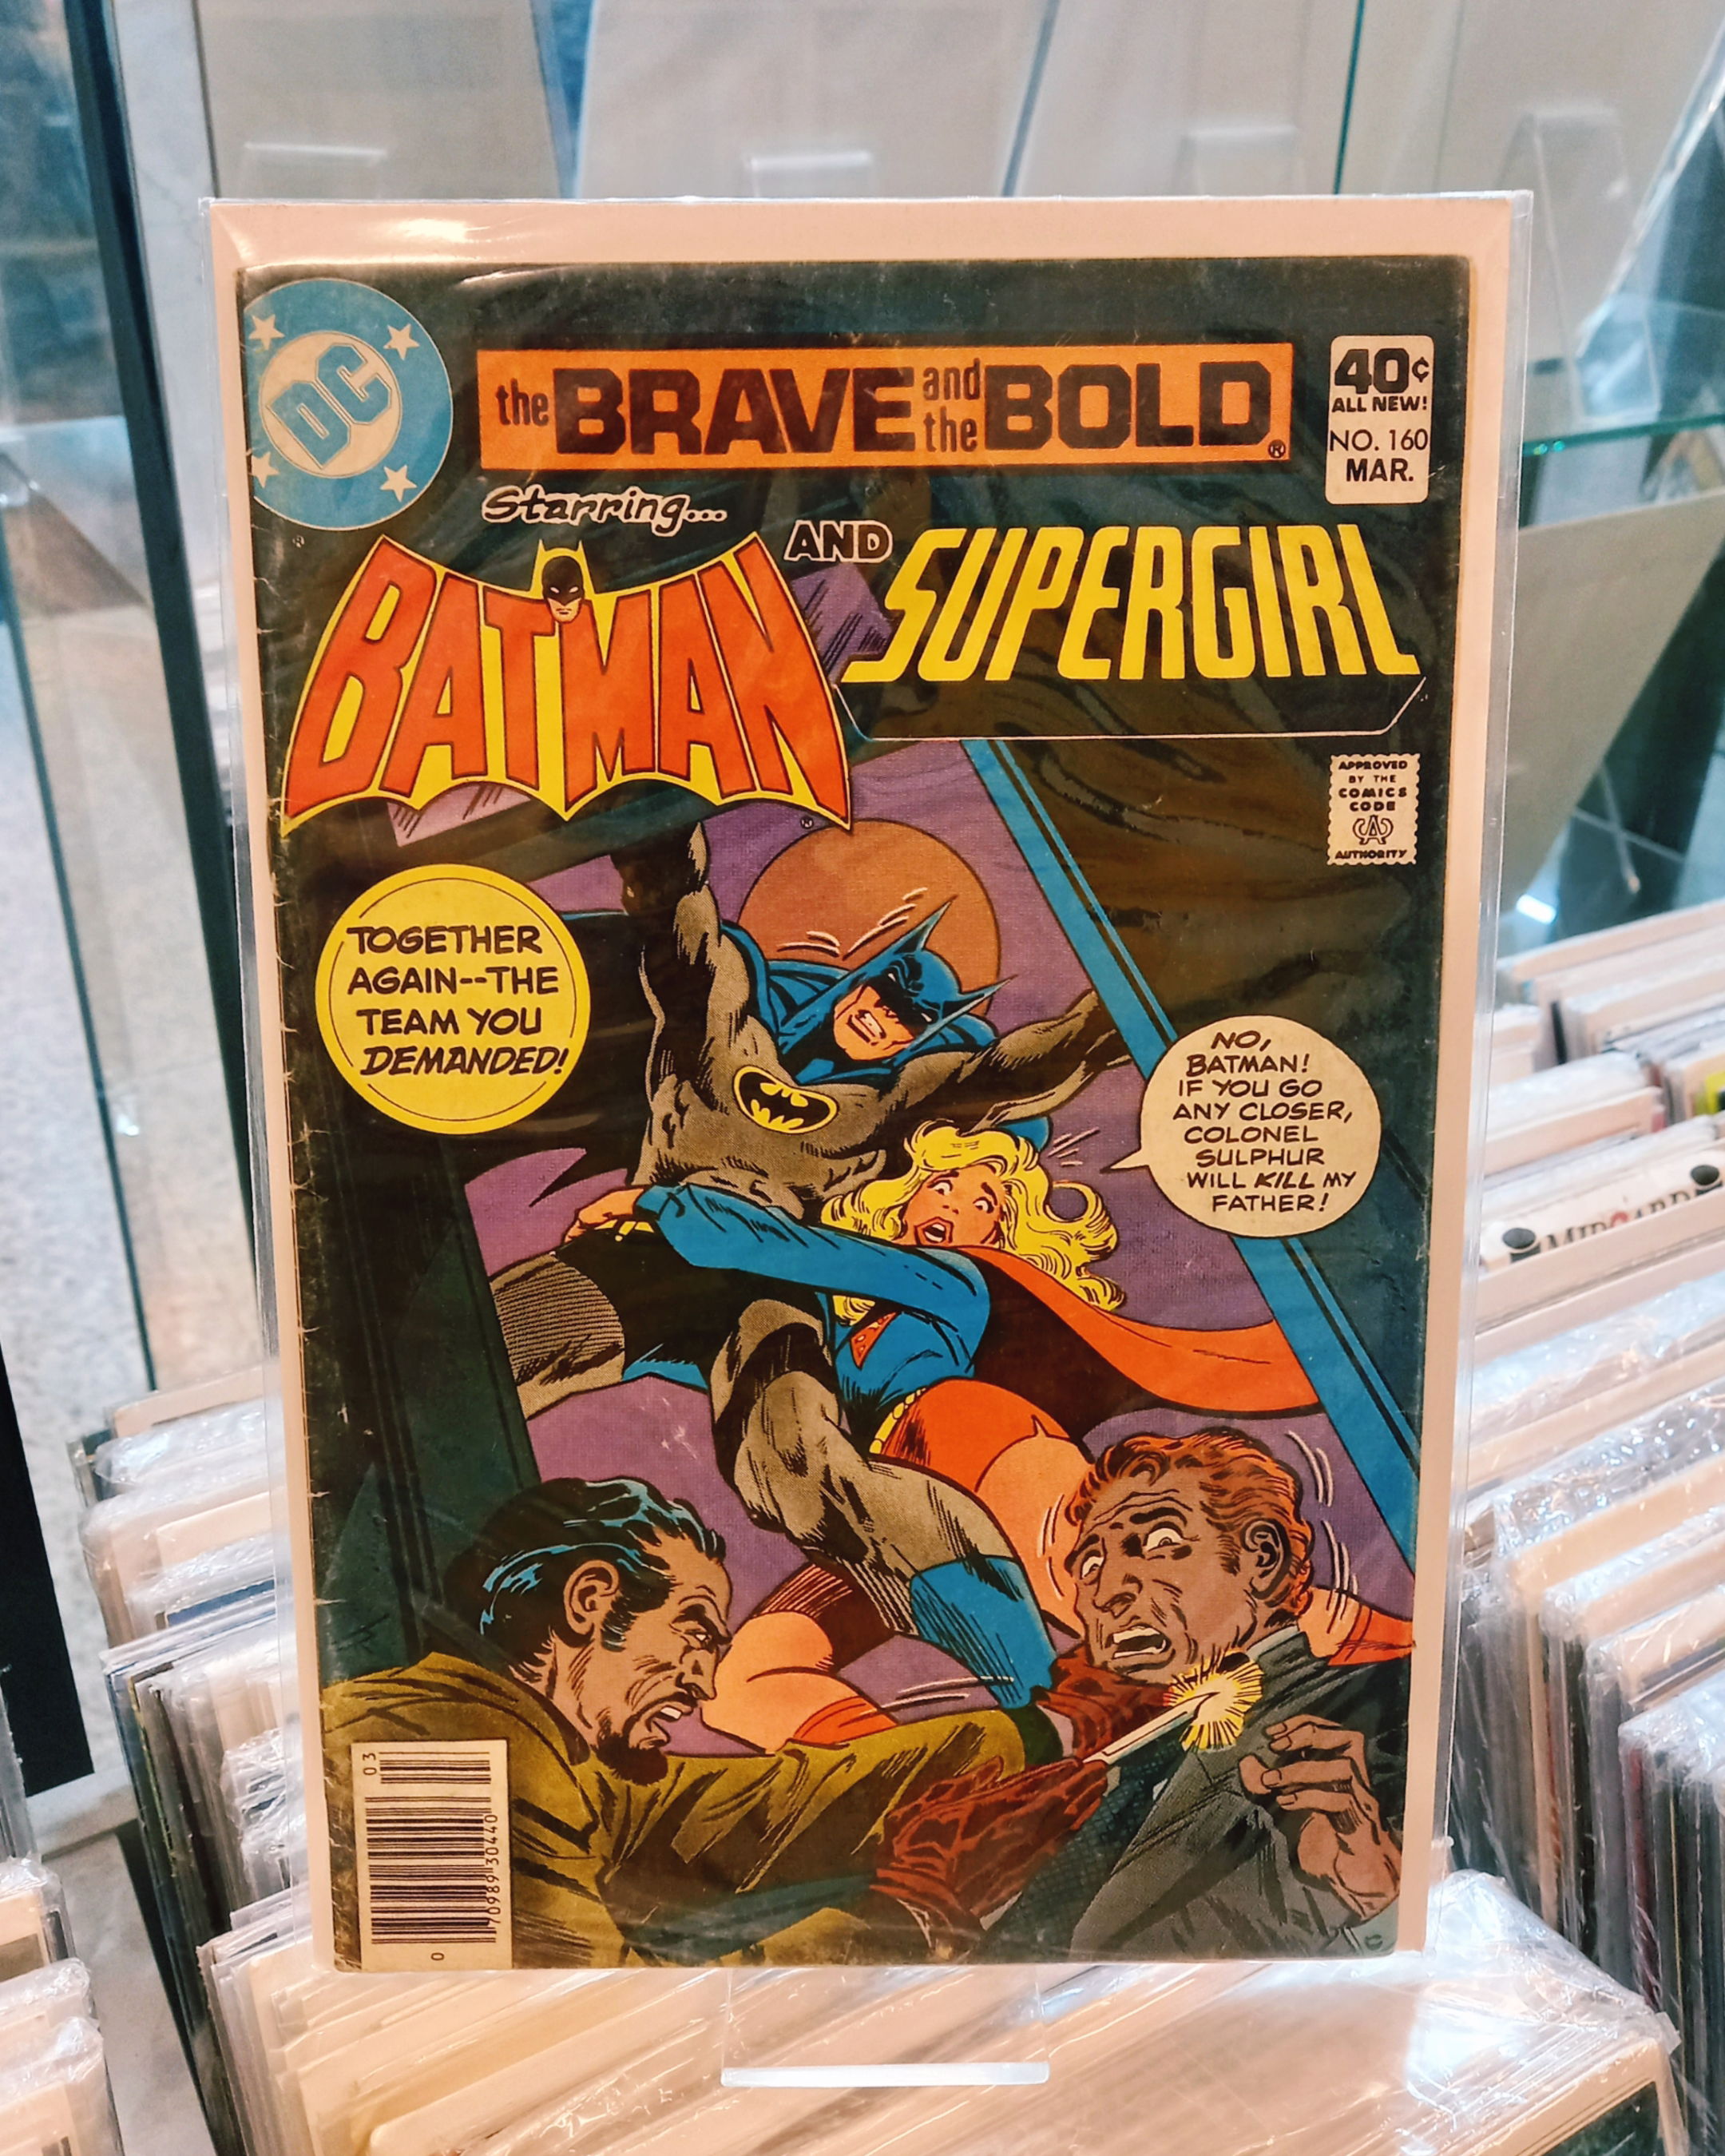 DC
the BRAVE and the BOLD®
40¢
ALL NEW!
NO. 160
MAR.
Starring...
BATMAN
AND SUPERGIRL
®
®
APPROVED
BY THE
COMICS
CODE
CA
AUTHORITY
TOGETHER
AGAIN--THE
TEAM YOU
DEMANDED!
NO,
BATMAN!
IF YOU GO
ANY CLOSER,
COLONEL
SULPHUR
WILL KILL MY
FATHER!
03
70989 30440
0